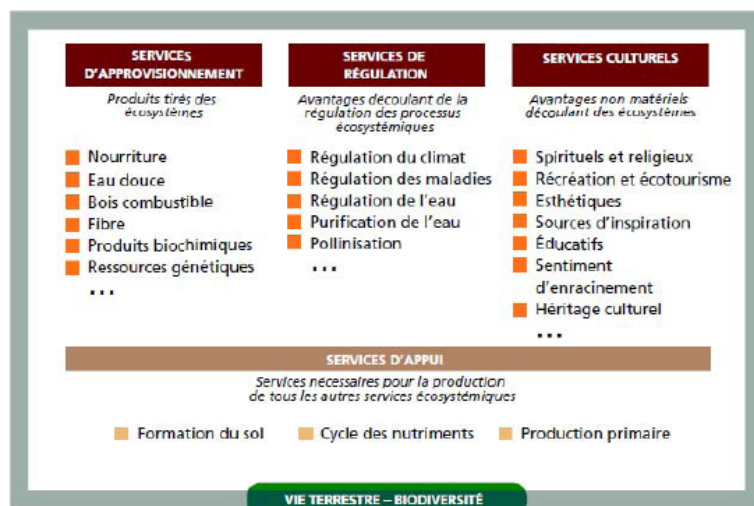 SERVICES
D'APPROVISIONNEMENT
Produits tirés des
écosystèmes
Nourriture
Eau douce
Bois combustible
Fibre
Produits biochimiques
Ressources génétiques
...
SERVICES DE
RÉGULATION
Avantages découlant de la
régulation des processus
écosystémiques
Régulation du climat
Régulation des maladies
Régulation de l'eau
Purification de l'eau
Pollinisation
...
SERVICES CULTURELS
Avantages non matériels
découlant des écosystèmes
Spirituels et religieux
Récréation et écotourisme
Esthétiques
Sources d'inspiration
Éducatifs
Sentiment
d'enracinement
Héritage culturel
...
SERVICES D'APPUI
Services nécessaires pour la production
de tous les autres services écosystémiques
Formation du sol
Cycle des nutriments
Production primaire
VIE TERRESTRE – BIODIVERSITÉ